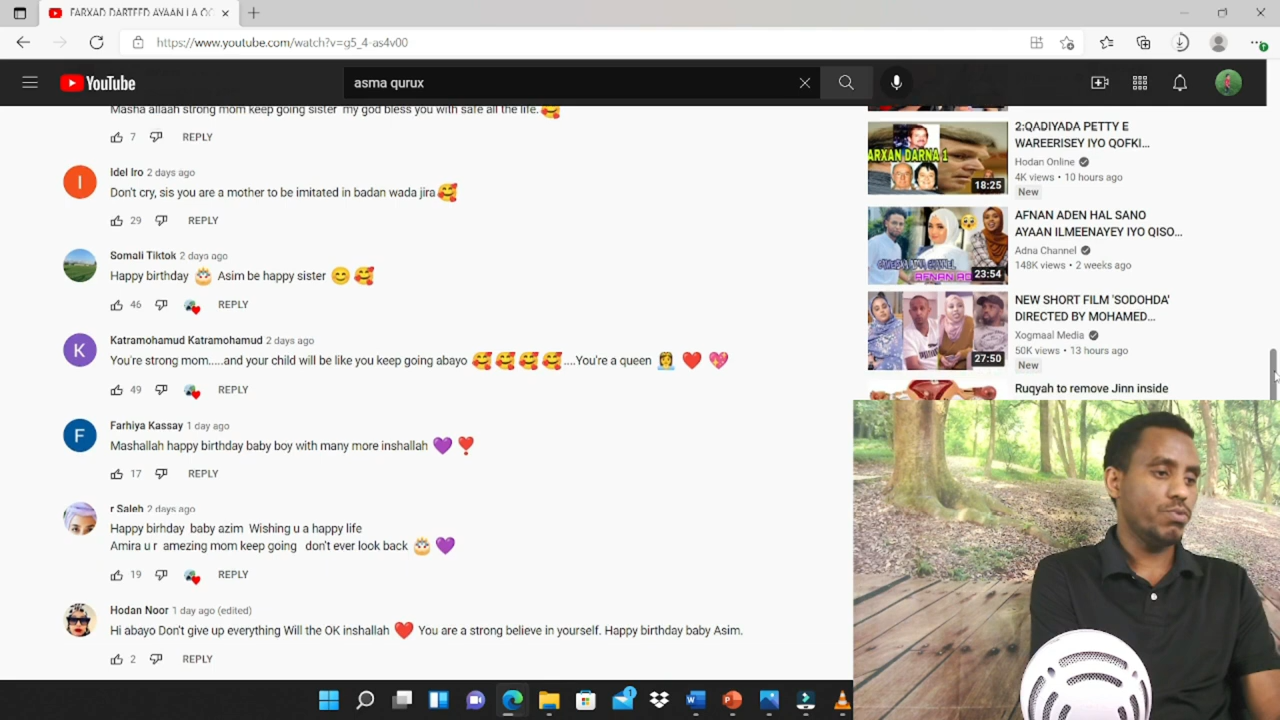 FARXAD DARTEED AYAAN LA QO
https://www.youtube.com/watch?v=g5_4-as4v00
YouTube
asma qurux
Masha allaah strong mom keep going sister my god bless you with safe all the life.🥰
7 REPLY
Idel Iro 2 days ago
Don't cry, sis you are a mother to be imitated in badan wada jira🥰
29 REPLY
Somali Tiktok 2 days ago
Happy birthday 🎂 Asim be happy sister 😊🥰
46 REPLY
Katramohamud Katramohamud 2 days ago
You're strong mom.....and your child will be like you keep going abayo 🥰🥰🥰🥰....You're a queen 👸❤️💖
49 REPLY
Farhiya Kassay 1 day ago
Mashallah happy birthday baby boy with many more inshallah 💜❣️
17 REPLY
r Saleh 2 days ago
Happy birhday baby azim Wishing u a happy life
Amira u r amezing mom keep going don't ever look back 🎂💜
19 REPLY
Hodan Noor 1 day ago (edited)
Hi abayo Don't give up everything Will the OK inshallah ❤️ You are a strong believe in yourself. Happy birthday baby Asim.
2 REPLY
ARXAN DARNA 1
18:25
2:QADIYADA PETTY E
WAREERISEY IYO QOFKI...
Hodan Online
4K views • 10 hours ago
New
23:54
AFNAN ADEN HAL SANO
AYAAN ILMEENAYEY IYO QISO...
Adna Channel
148K views • 2 weeks ago
27:50
NEW SHORT FILM 'SODOHDA'
DIRECTED BY MOHAMED...
Xogmaal Media
50K views • 13 hours ago
New
Ruqyah to remove Jinn inside